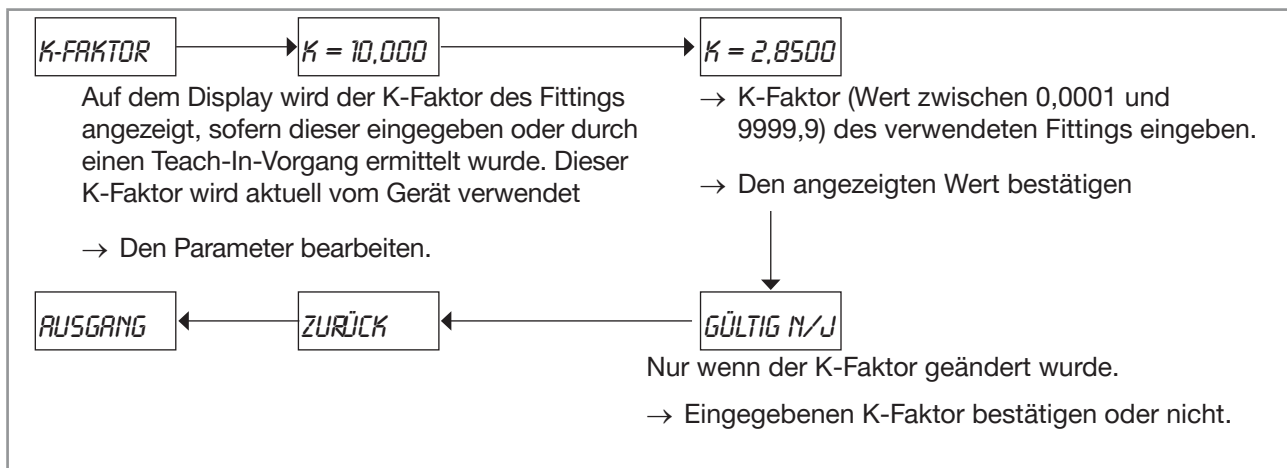 K-FAKTOR
K = 10,000
K = 2,8500
Auf dem Display wird der K-Faktor des Fittings
angezeigt, sofern dieser eingegeben oder durch
einen Teach-In-Vorgang ermittelt wurde. Dieser
K-Faktor wird aktuell vom Gerät verwendet
→ Den Parameter bearbeiten.
→ K-Faktor (Wert zwischen 0,0001 und
9999,9) des verwendeten Fittings eingeben.
→ Den angezeigten Wert bestätigen
AUSGANG
ZURÜCK
GÜLTIG N/J
Nur wenn der K-Faktor geändert wurde.
→ Eingegebenen K-Faktor bestätigen oder nicht.